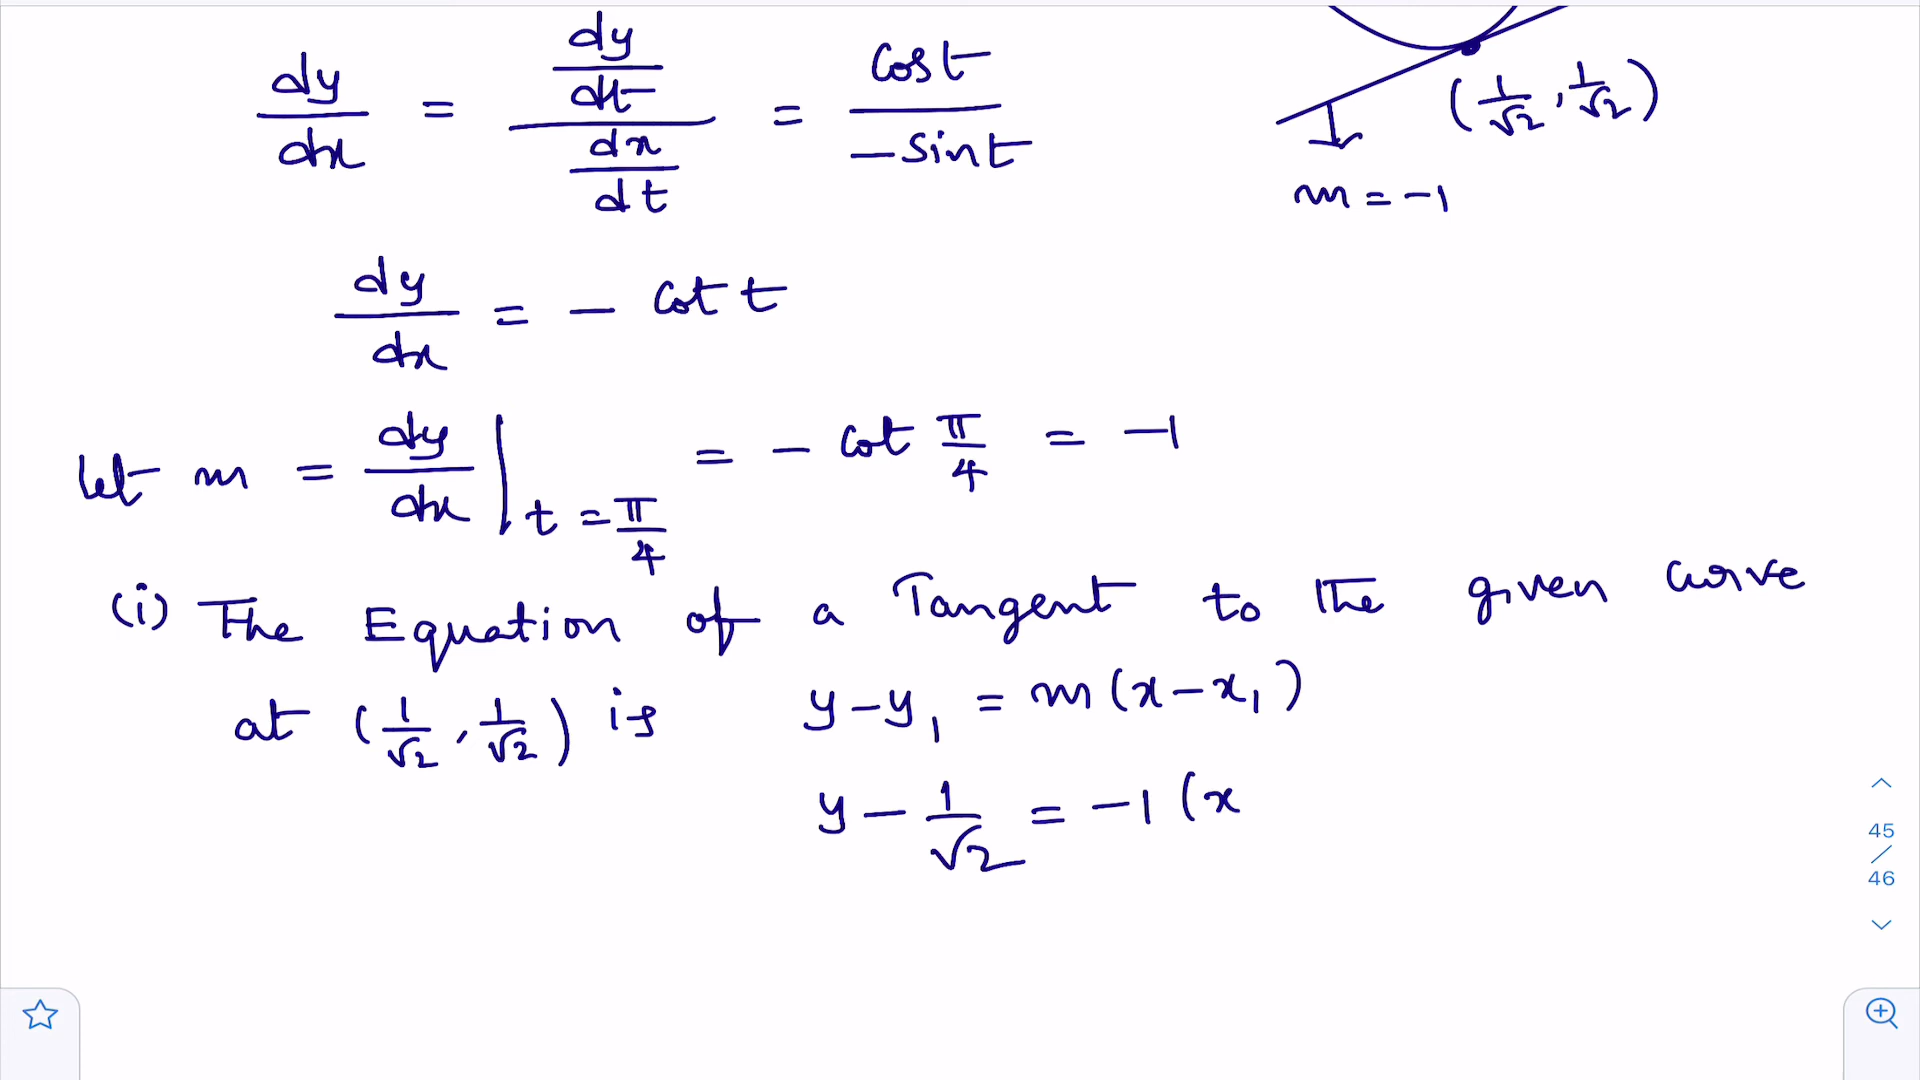 dy/dx = (dy/dt)/(dx/dt) = Cos t/-Sin t
(1/√2, 1/√2)
m = -1
dy/dx = - Cot t
Let m = dy/dx | t = π/4 = - Cot π/4 = -1
(i) The Equation of a Tangent to the given curve
at (1/√2, 1/√2) is y - y₁ = m(x - x₁)
y - 1/√2 = -1 (x
45
/
46